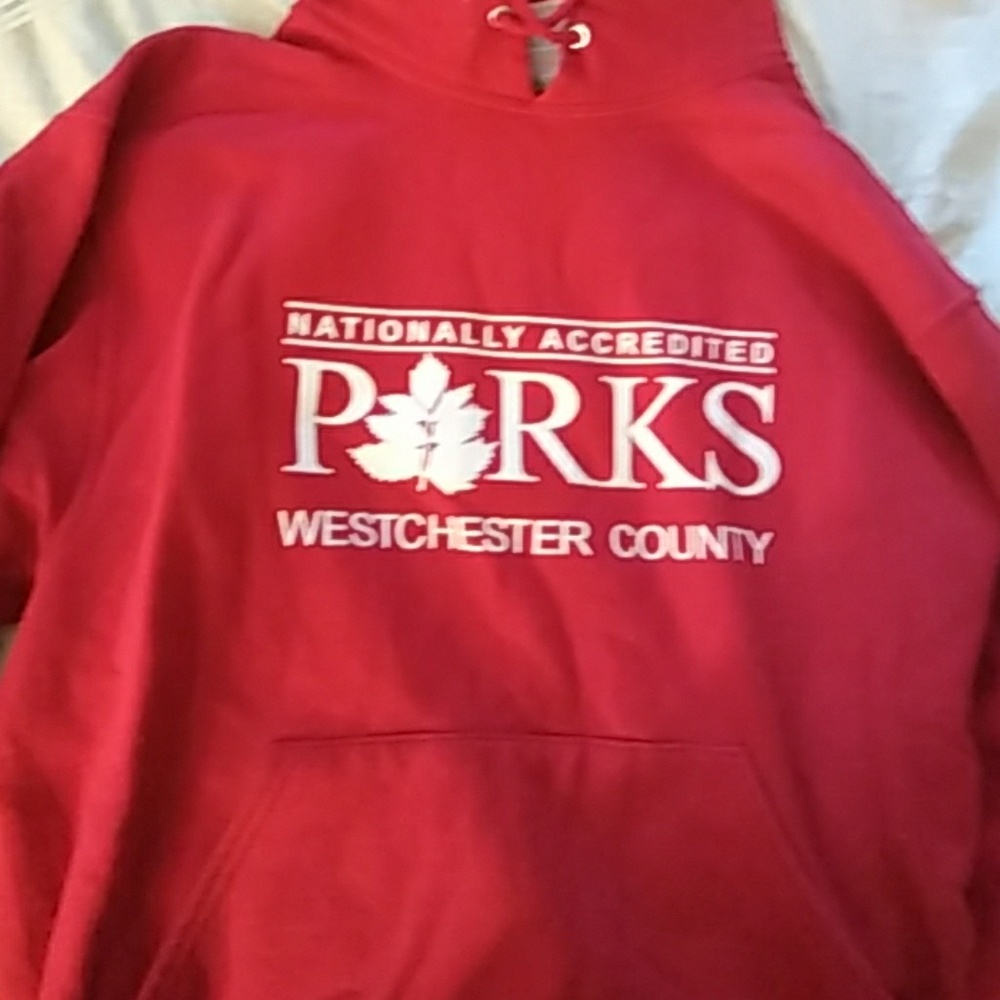 NATIONALLY ACCREDITED
PARKS
WESTCHESTER COUNTY